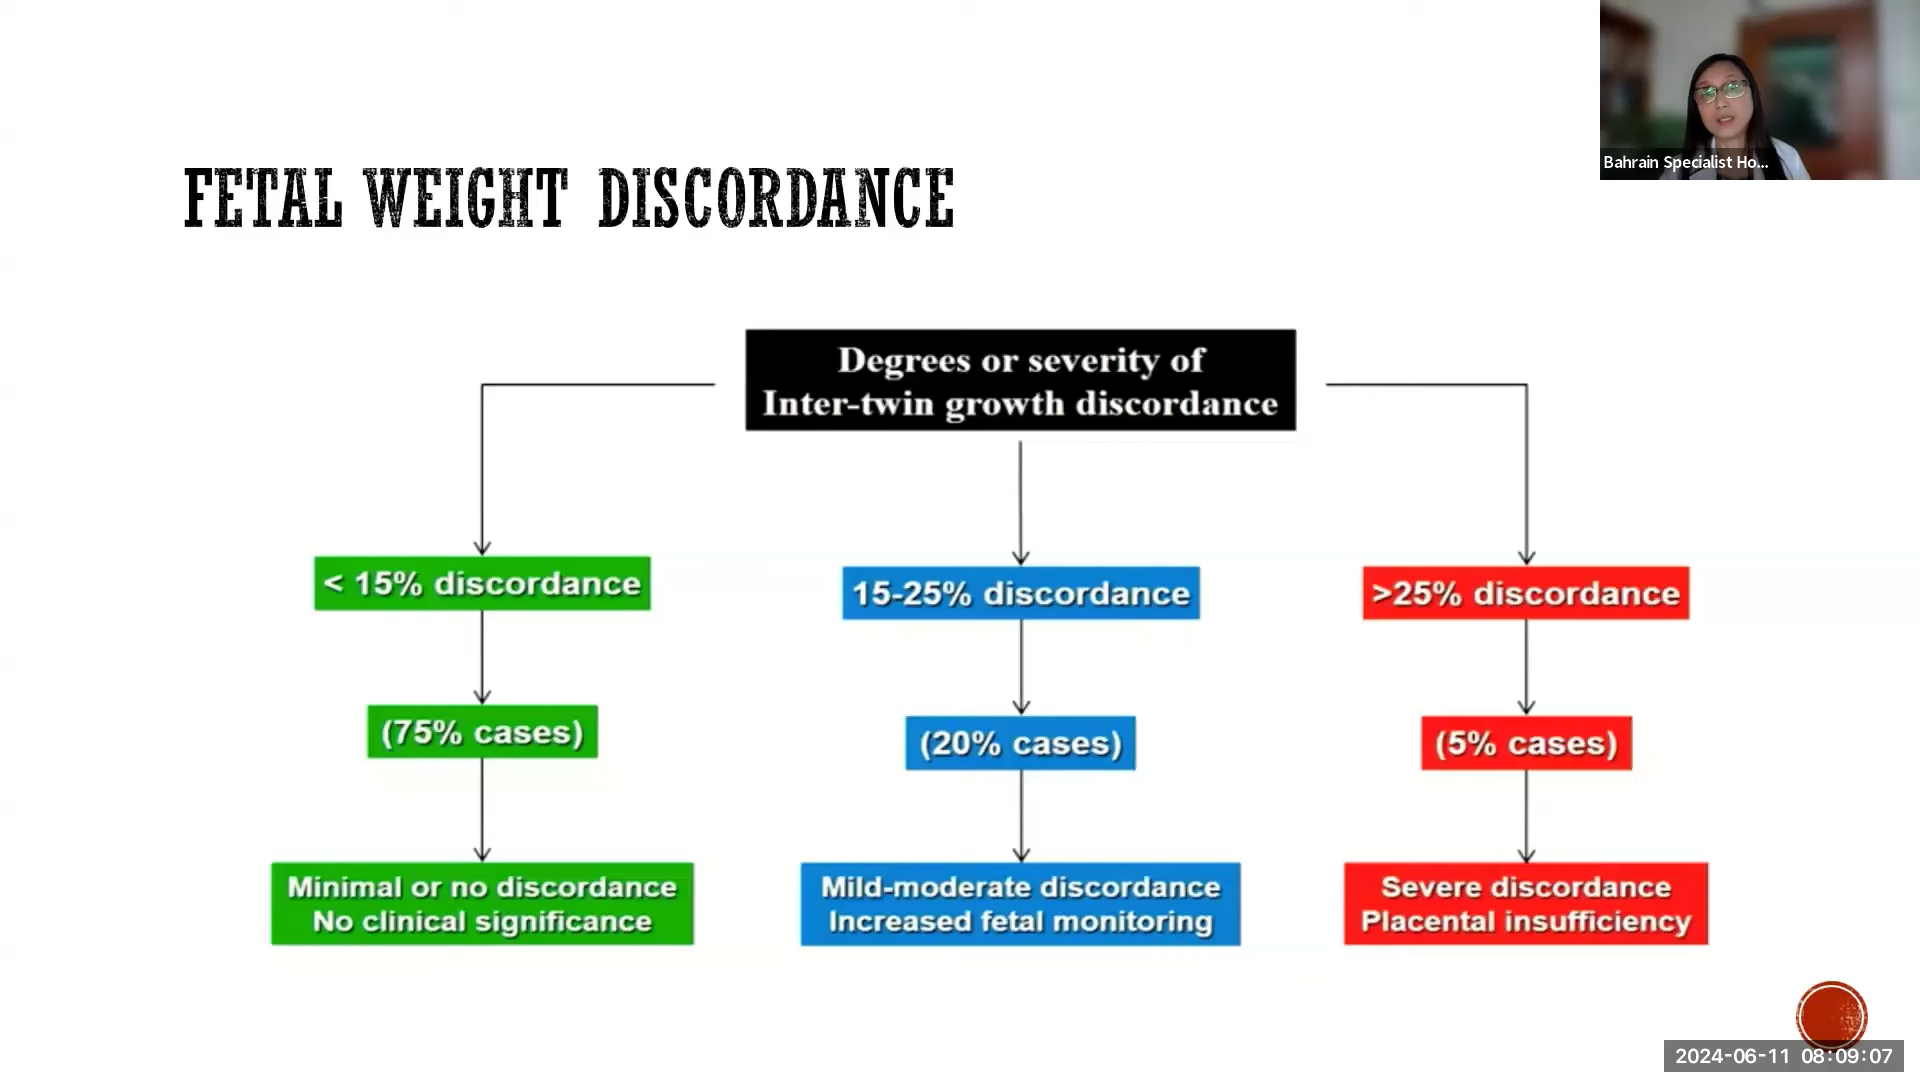 Bahrain Specialist Ho...
FETAL WEIGHT DISCORDANCE
Degrees or severity of
Inter-twin growth discordance
< 15% discordance
15-25% discordance
>25% discordance
(75% cases)
(20% cases)
(5% cases)
Minimal or no discordance
No clinical significance
Mild-moderate discordance
Increased fetal monitoring
Severe discordance
Placental insufficiency
2024-06-11 08:09:07